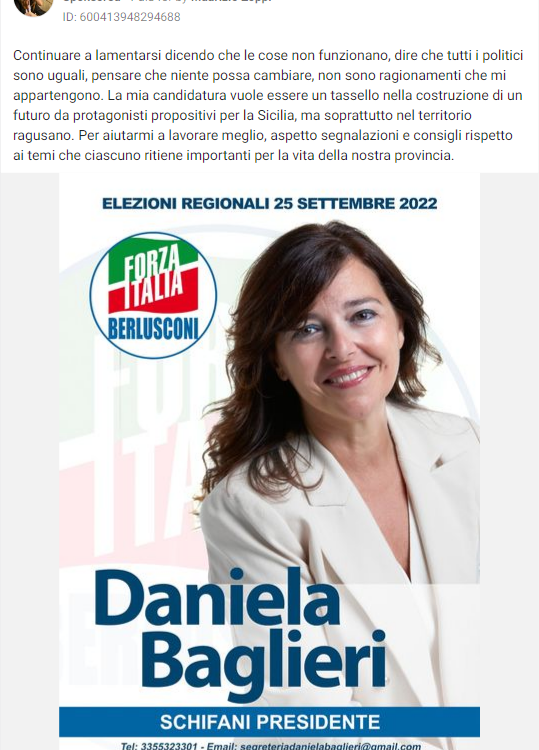 ID: 600413948294688
Continuare a lamentarsi dicendo che le cose non funzionano, dire che tutti i politici
sono uguali, pensare che niente possa cambiare, non sono ragionamenti che mi
appartengono. La mia candidatura vuole essere un tassello nella costruzione di un
futuro da protagonisti propositivi per la Sicilia, ma soprattutto nel territorio
ragusano. Per aiutarmi a lavorare meglio, aspetto segnalazioni e consigli rispetto
ai temi che ciascuno ritiene importanti per la vita della nostra provincia.
ELEZIONI REGIONALI 25 SETTEMBRE 2022
FORZA
ITALIA
BERLUSCONI
Daniela
Baglieri
SCHIFANI PRESIDENTE
Tel: 3355323301 - Email: segreteriadanielabaglieri@gmail.com